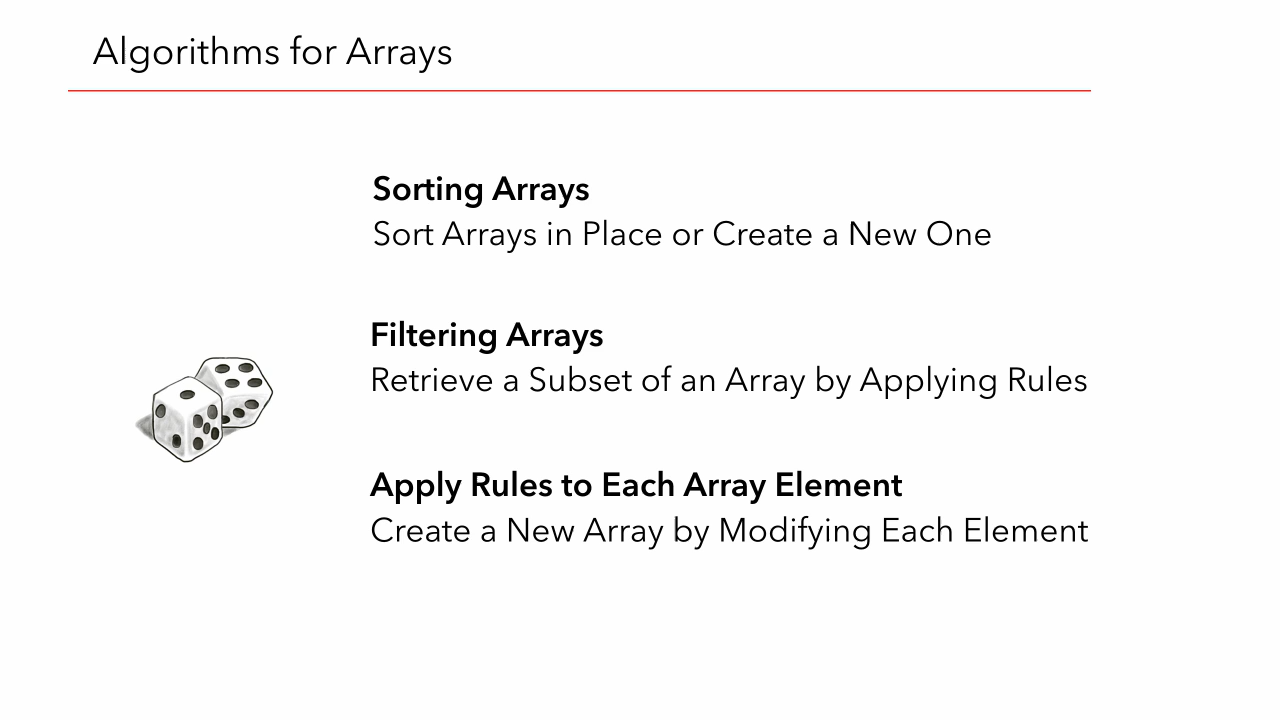 Algorithms for Arrays
Sorting Arrays
Sort Arrays in Place or Create a New One
Filtering Arrays
Retrieve a Subset of an Array by Applying Rules
Apply Rules to Each Array Element
Create a New Array by Modifying Each Element